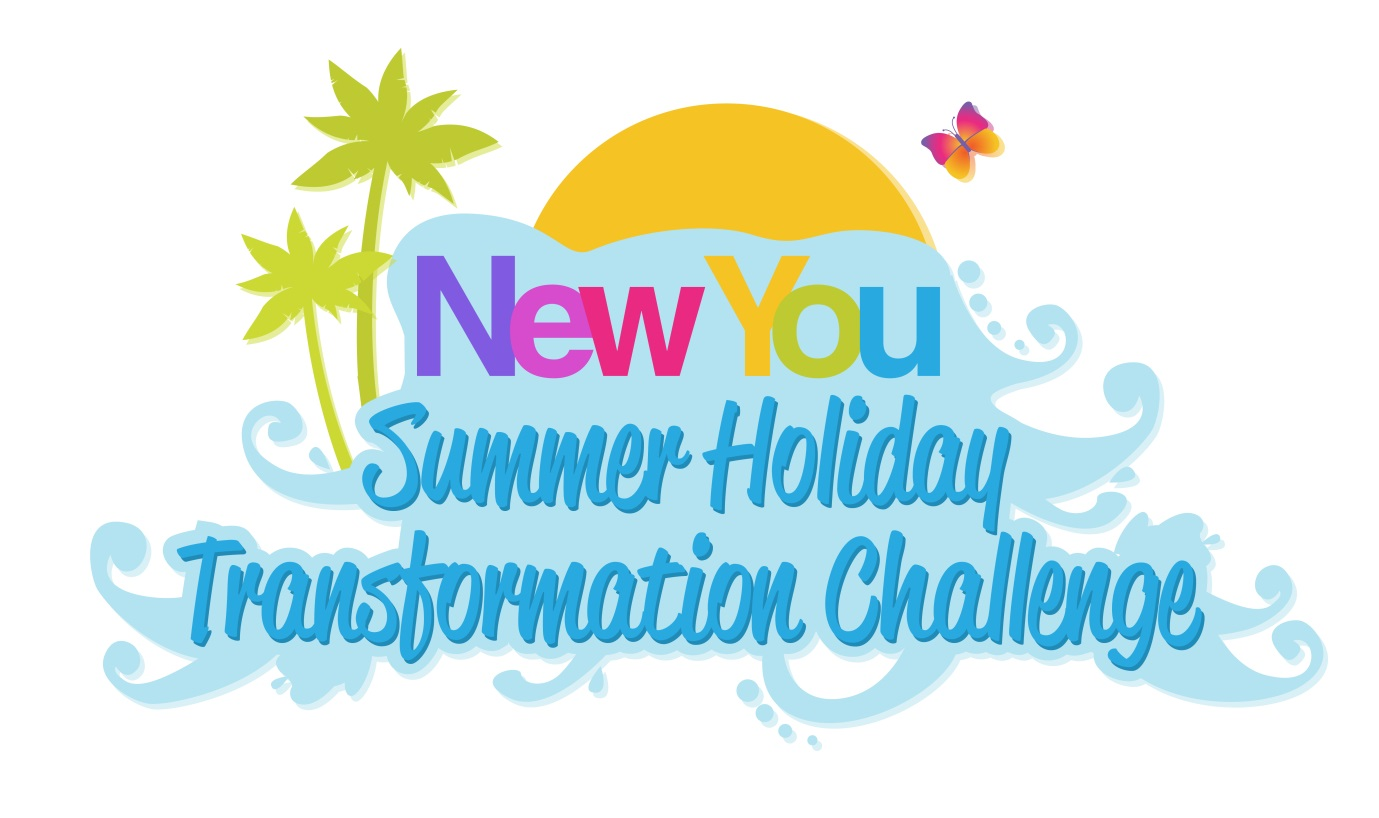 New You
Summer Holiday
Transformation Challenge